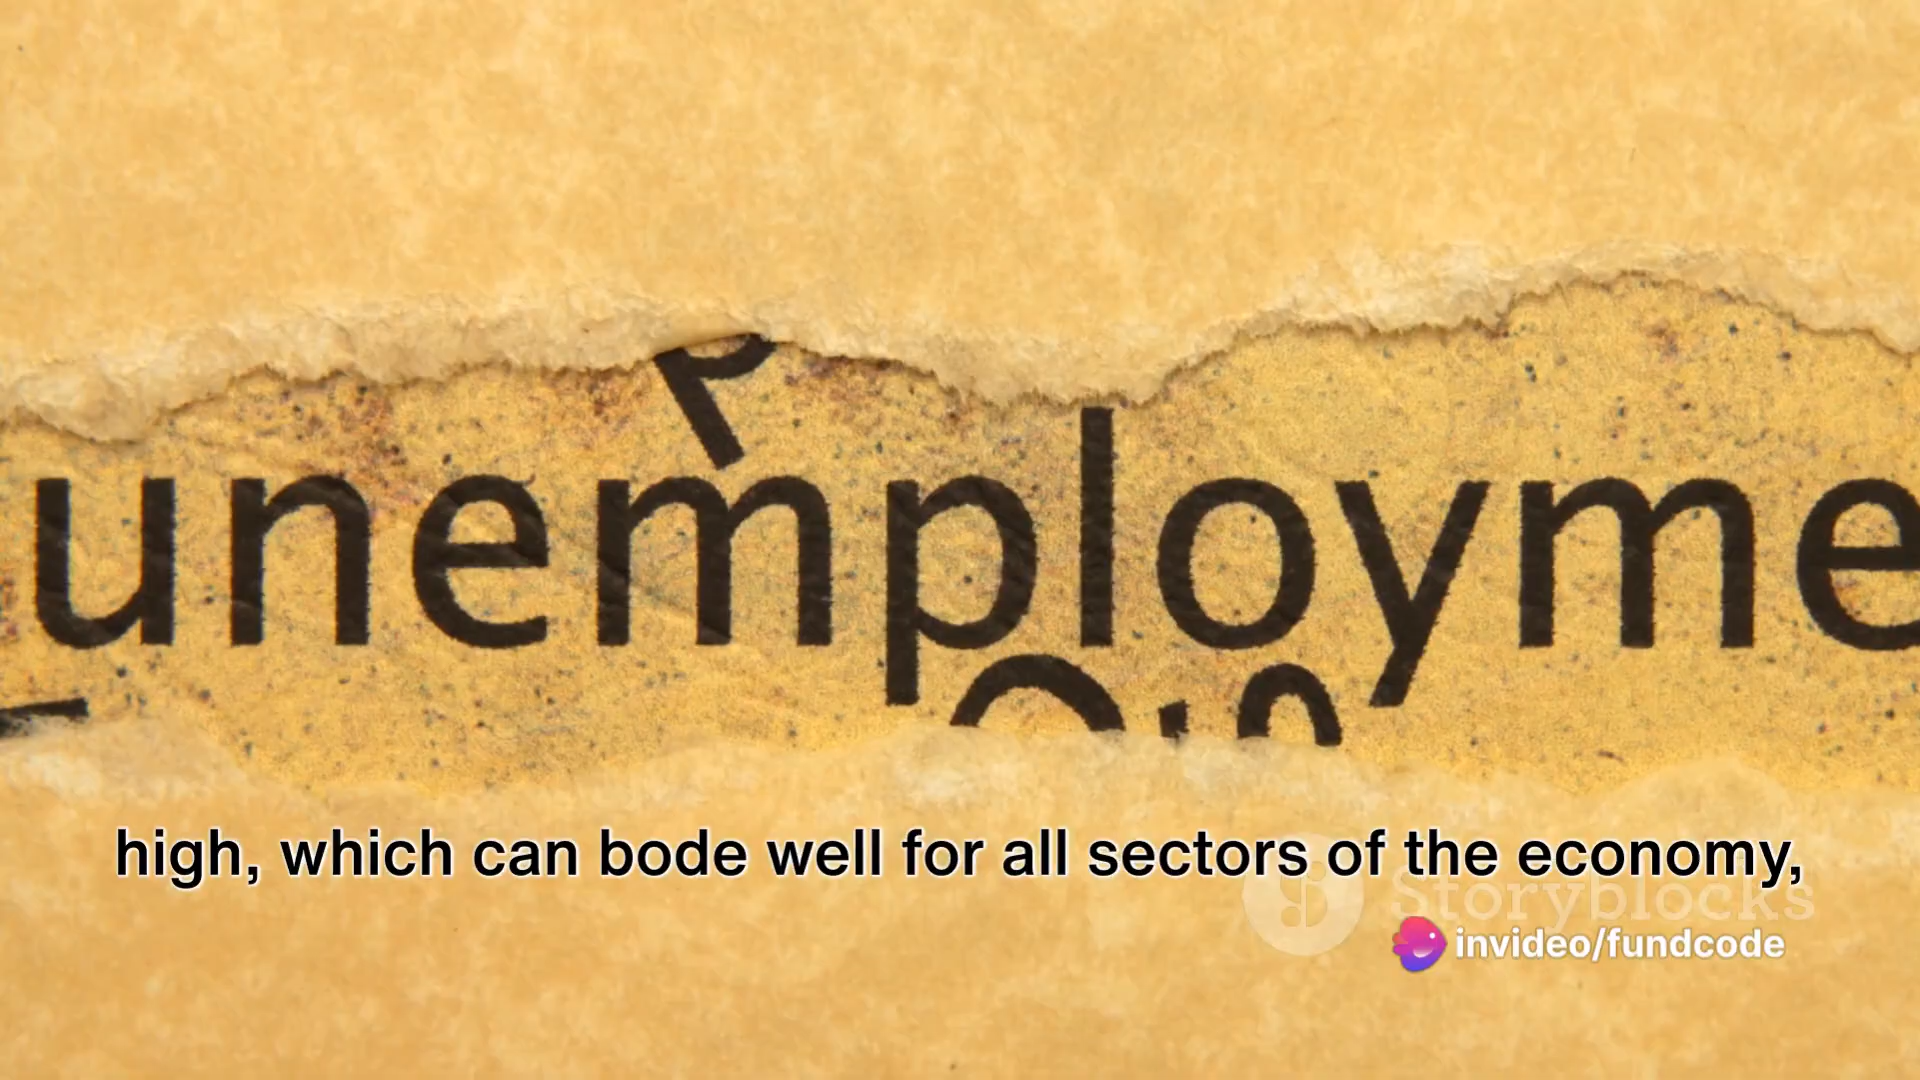 unemployme
high, which can bode well for all sectors of the economy,
Storyblocks
invideo/fundcode